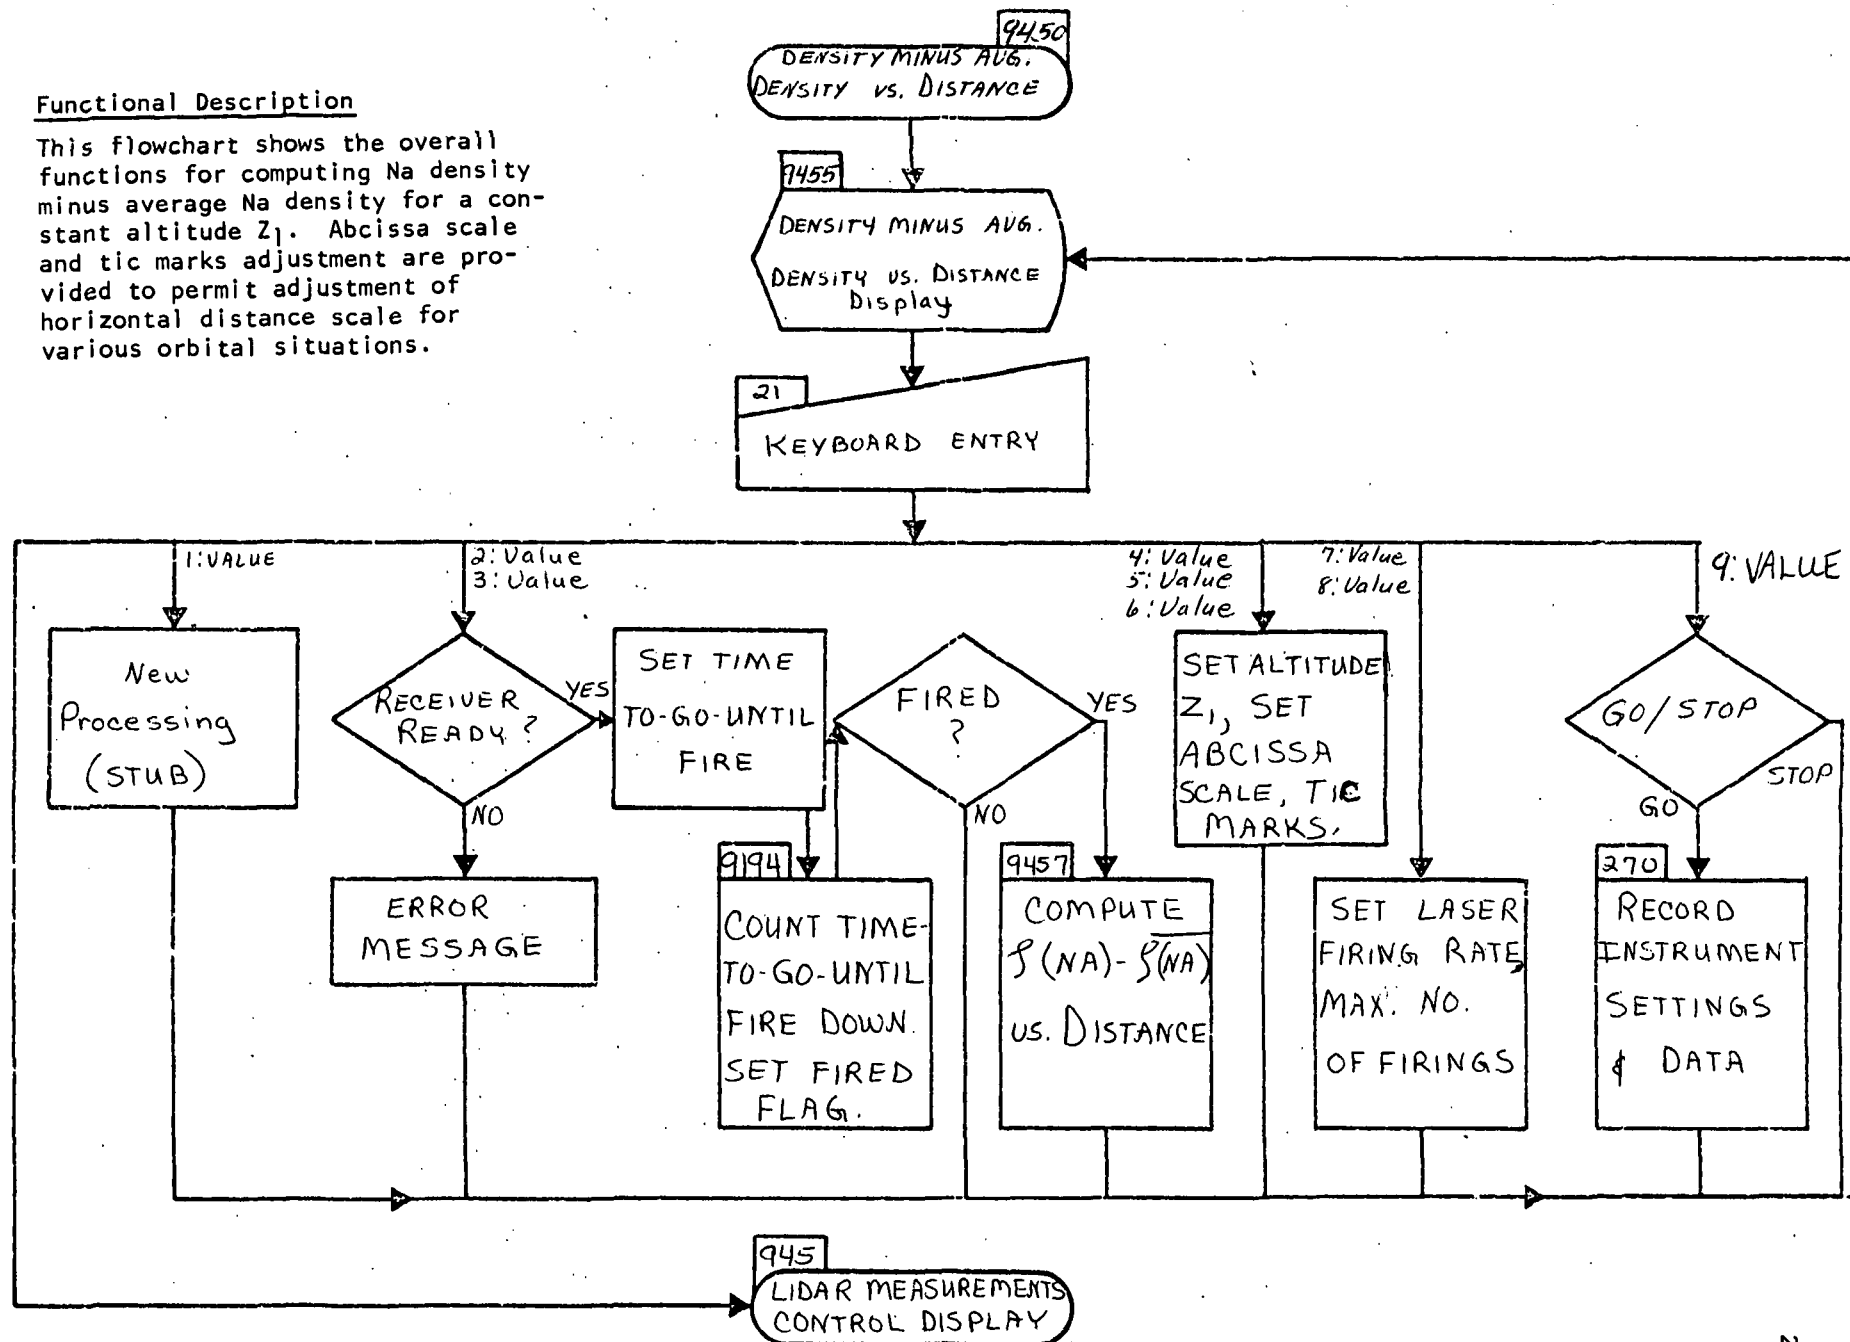 9450
DENSITY MINUS AVG.
DENSITY vs. DISTANCE
Functional Description
This flowchart shows the overall
functions for computing Na density
minus average Na density for a con-
stant altitude Z1. Abcissa scale
and tic marks adjustment are pro-
vided to permit adjustment of
horizontal distance scale for
various orbital situations.
9455
DENSITY MINUS AVG.
DENSITY vs. DISTANCE
Display
21
KEYBOARD ENTRY
1: VALUE
2: Value
3: Value
4: Value
5: Value
6: Value
7: Value
8: Value
9: VALUE
New
Processing
(STUB)
RECEIVER
READY?
YES
NO
ERROR
MESSAGE
SET TIME
TO-GO-UNTIL
FIRE
9194
COUNT TIME-
TO-GO-UNTIL
FIRE DOWN.
SET FIRED
FLAG.
FIRED
?
YES
NO
9457
COMPUTE
ρ(NA) - ρ(NA)
vs. DISTANCE
SET ALTITUDE
Z1, SET
ABCISSA
SCALE, TIC
MARKS.
SET LASER
FIRING RATE,
MAX. NO.
OF FIRINGS
GO/STOP
STOP
GO
270
RECORD
INSTRUMENT
SETTINGS
& DATA
945
LIDAR MEASUREMENTS
CONTROL DISPLAY